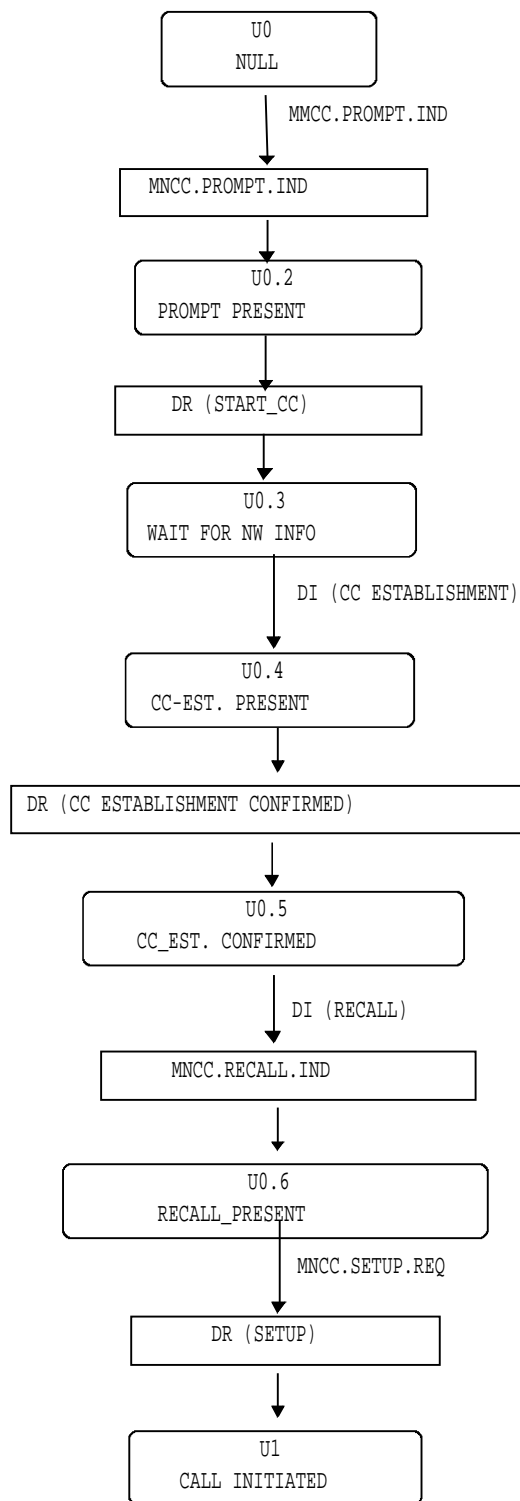 U0
NULL
MMCC.PROMPT.IND
MNCC.PROMPT.IND
U0.2
PROMPT PRESENT
DR (START_CC)
U0.3
WAIT FOR NW INFO
DI (CC ESTABLISHMENT)
U0.4
CC-EST. PRESENT
DR (CC ESTABLISHMENT CONFIRMED)
U0.5
CC_EST. CONFIRMED
DI (RECALL)
MNCC.RECALL.IND
U0.6
RECALL_PRESENT
MNCC.SETUP.REQ
DR (SETUP)
U1
CALL INITIATED